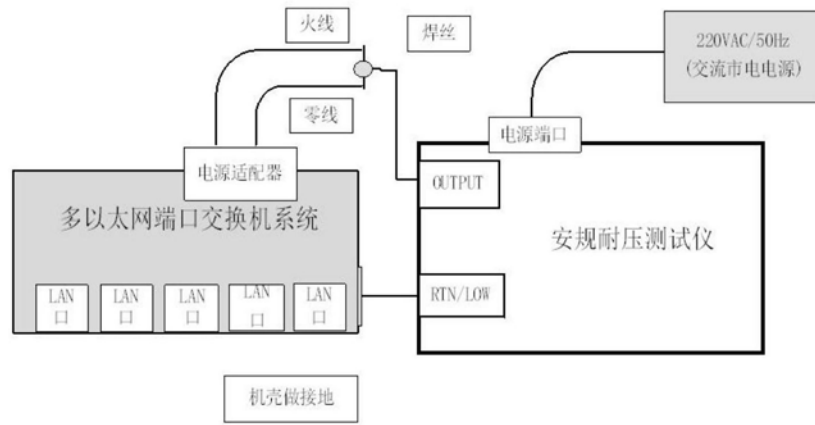 火线
焊丝
220VAC/50Hz
(交流市电电源)
零线
电源端口
电源适配器
OUTPUT
多以太网端口交换机系统
安规耐压测试仪
LAN
口
LAN
口
LAN
口
LAN
口
LAN
口
RTN/LOW
机壳做接地